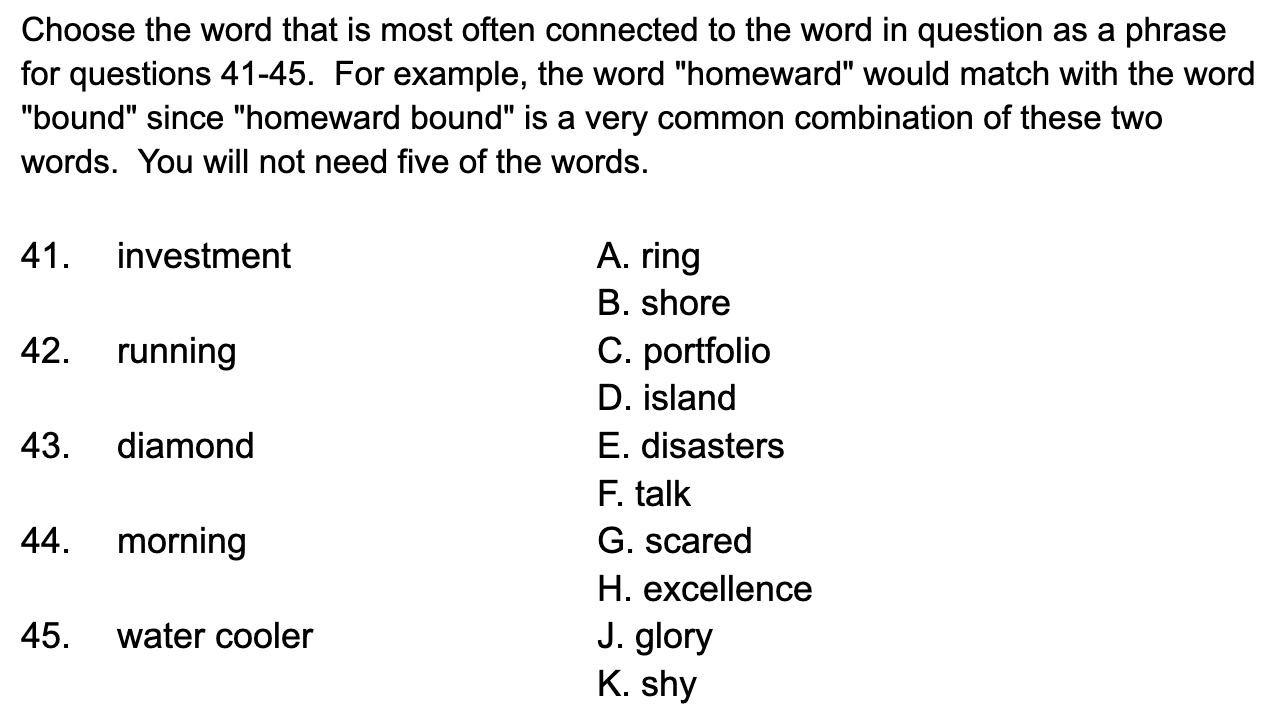 Choose the word that is most often connected to the word in question as a phrase
for questions 41-45.  For example, the word "homeward" would match with the word
"bound" since "homeward bound" is a very common combination of these two
words.  You will not need five of the words.
41. investment A. ring
B. shore
42. running C. portfolio
D. island
43. diamond E. disasters
F. talk
44. morning G. scared
H. excellence
45. water cooler J. glory
K. shy